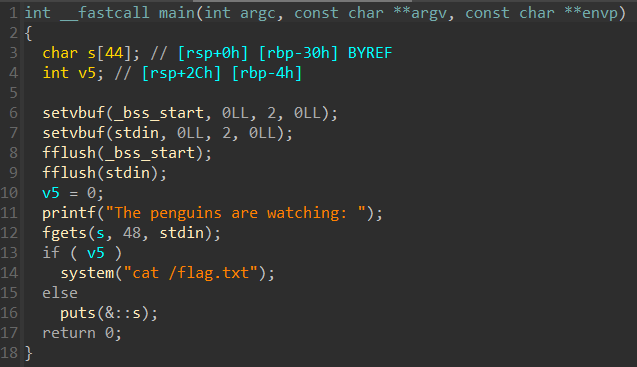 1 int __fastcall main(int argc, const char **argv, const char **envp)
2 {
3   char s[44]; // [rsp+0h] [rbp-30h] BYREF
4   int v5; // [rsp+2Ch] [rbp-4h]
5
6   setvbuf(_bss_start, 0LL, 2, 0LL);
7   setvbuf(stdin, 0LL, 2, 0LL);
8   fflush(_bss_start);
9   fflush(stdin);
10   v5 = 0;
11   printf("The penguins are watching: ");
12   fgets(s, 48, stdin);
13   if ( v5 )
14     system("cat /flag.txt");
15   else
16     puts(&::s);
17   return 0;
18 }